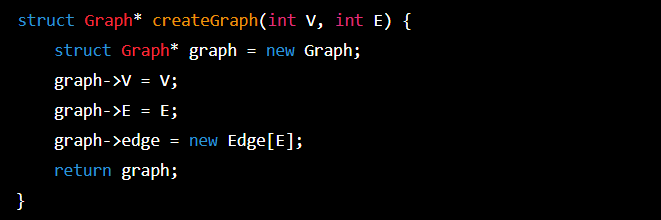 struct Graph* createGraph(int V, int E) {
    struct Graph* graph = new Graph;
    graph->V = V;
    graph->E = E;
    graph->edge = new Edge[E];
    return graph;
}